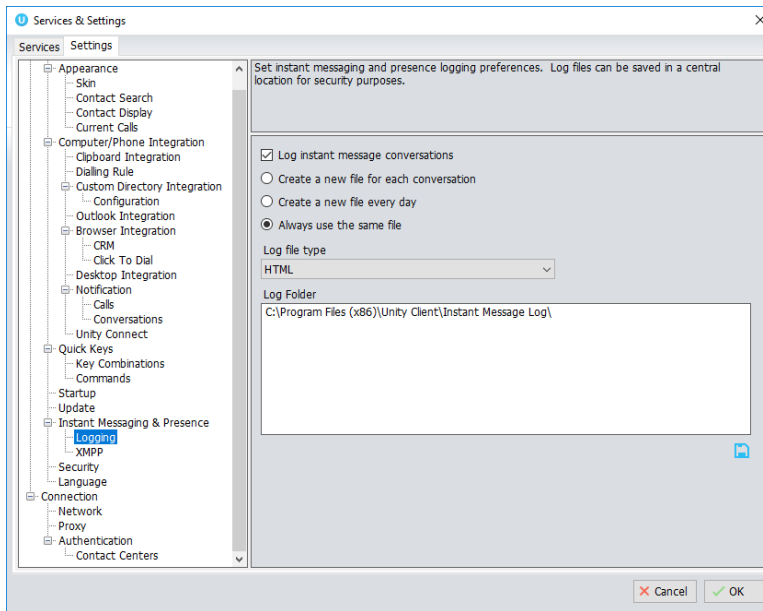 Services & Settings
Services
Settings
Appearance
Skin
Contact Search
Contact Display
Current Calls
Computer/Phone Integration
Clipboard Integration
Dialling Rule
Custom Directory Integration
Configuration
Outlook Integration
Browser Integration
CRM
Click To Dial
Desktop Integration
Notification
Calls
Conversations
Unity Connect
Quick Keys
Key Combinations
Commands
Startup
Update
Instant Messaging & Presence
Logging
XMPP
Security
Language
Connection
Network
Proxy
Authentication
Contact Centers
Set instant messaging and presence logging preferences. Log files can be saved in a central
location for security purposes.
Log instant message conversations
Create a new file for each conversation
Create a new file every day
Always use the same file
Log file type
HTML
Log Folder
C:\Program Files (x86)\Unity Client\Instant Message Log\
Cancel
OK